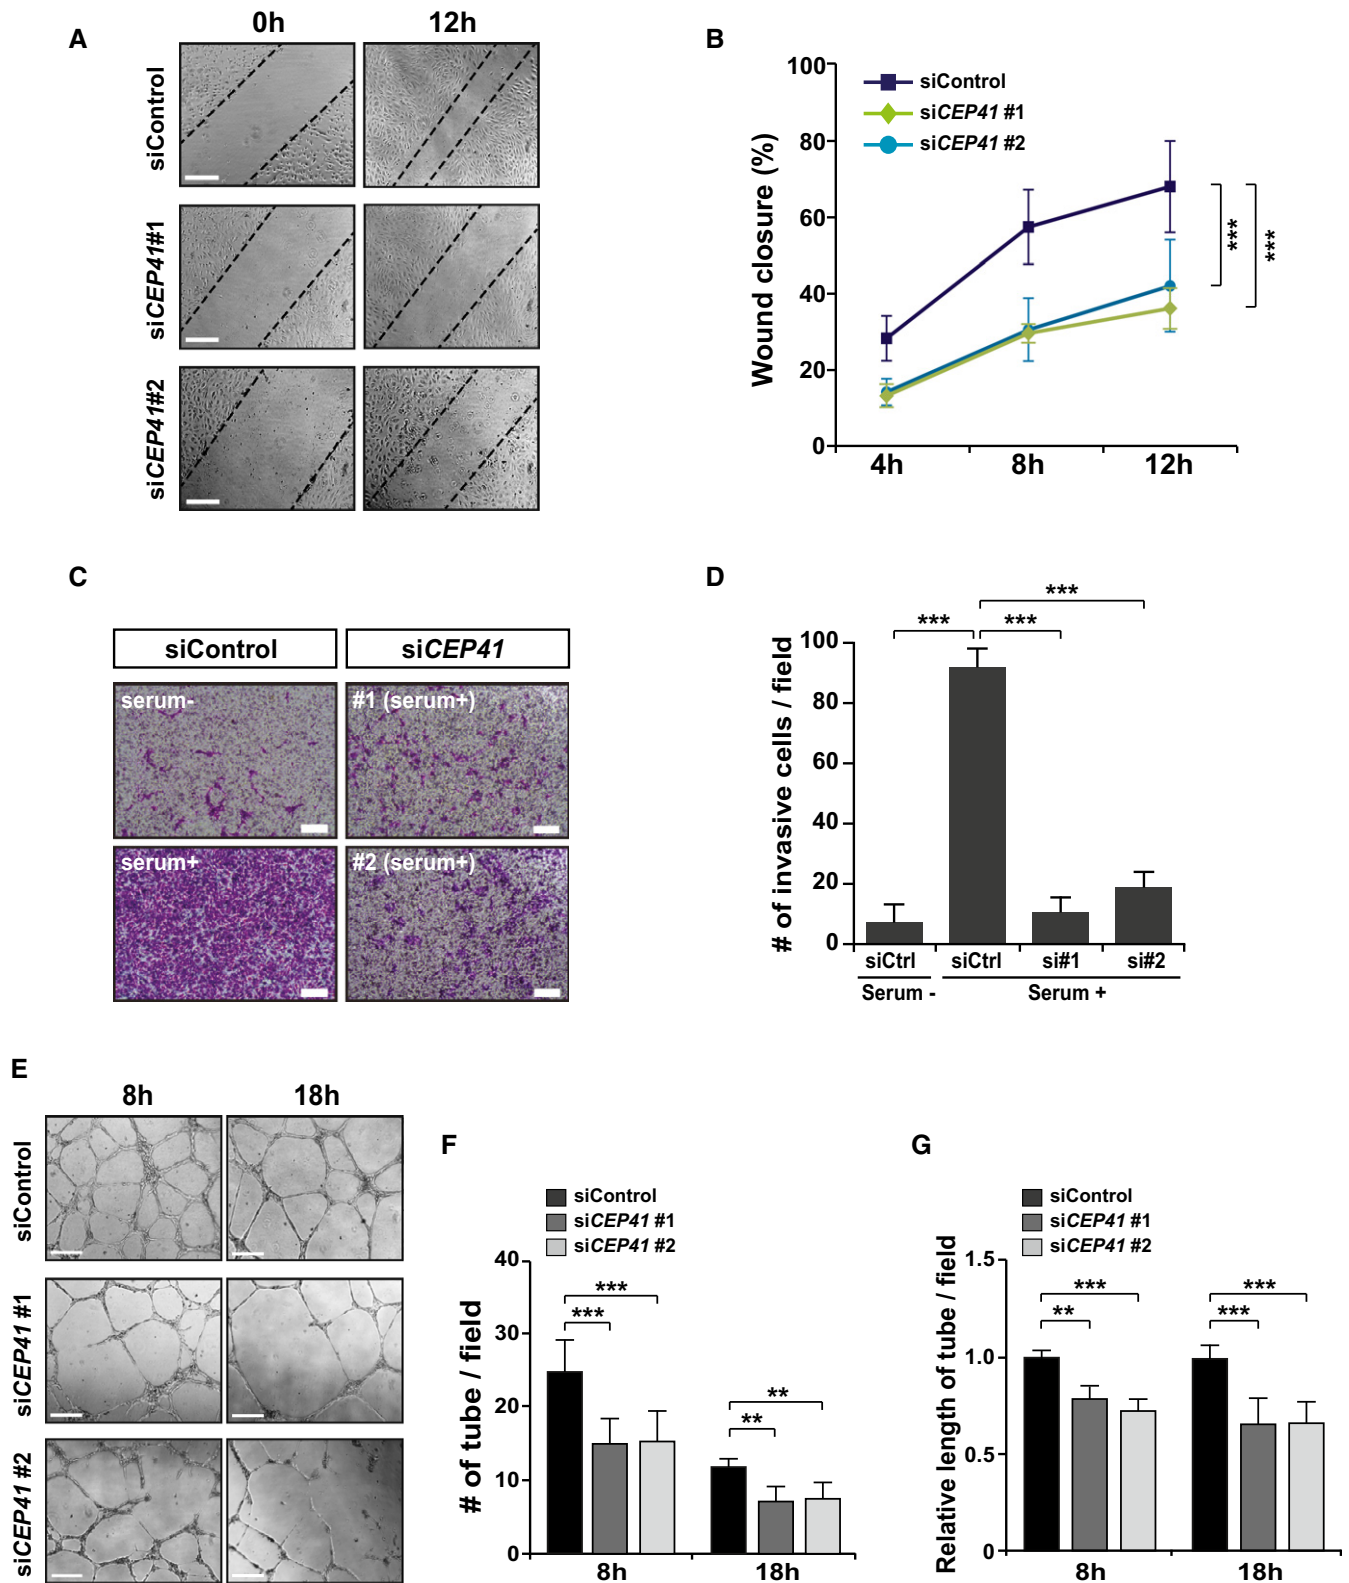 A
0h
12h
siControl
siCEP41#1
siCEP41#2
B
siControl
siCEP41 #1
siCEP41 #2
Wound closure (%)
100
80
60
40
20
0
4h
8h
12h
***
***
C
siControl
siCEP41
serum-
#1 (serum+)
serum+
#2 (serum+)
D
***
***
***
# of invasive cells / field
100
80
60
40
20
0
siCtrl
siCtrl
si#1
si#2
Serum -
Serum +
E
8h
18h
siControl
siCEP41 #1
siCEP41 #2
F
siControl
siCEP41 #1
siCEP41 #2
# of tube / field
40
30
20
10
0
***
***
**
**
8h
18h
G
siControl
siCEP41 #1
siCEP41 #2
Relative length of tube / field
1.5
1.0
0.5
0
***
**
***
***
8h
18h